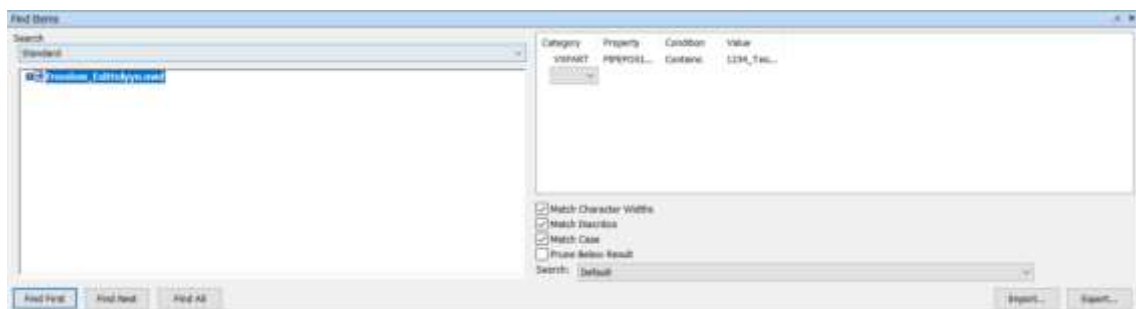 Find Items
Search
Standard
Category Property Condition Value
Contains
Match Character Widths
Match Diacritics
Match Case
Prune Below Result
Search: Default
Find First Find Next Find All
Import... Export...